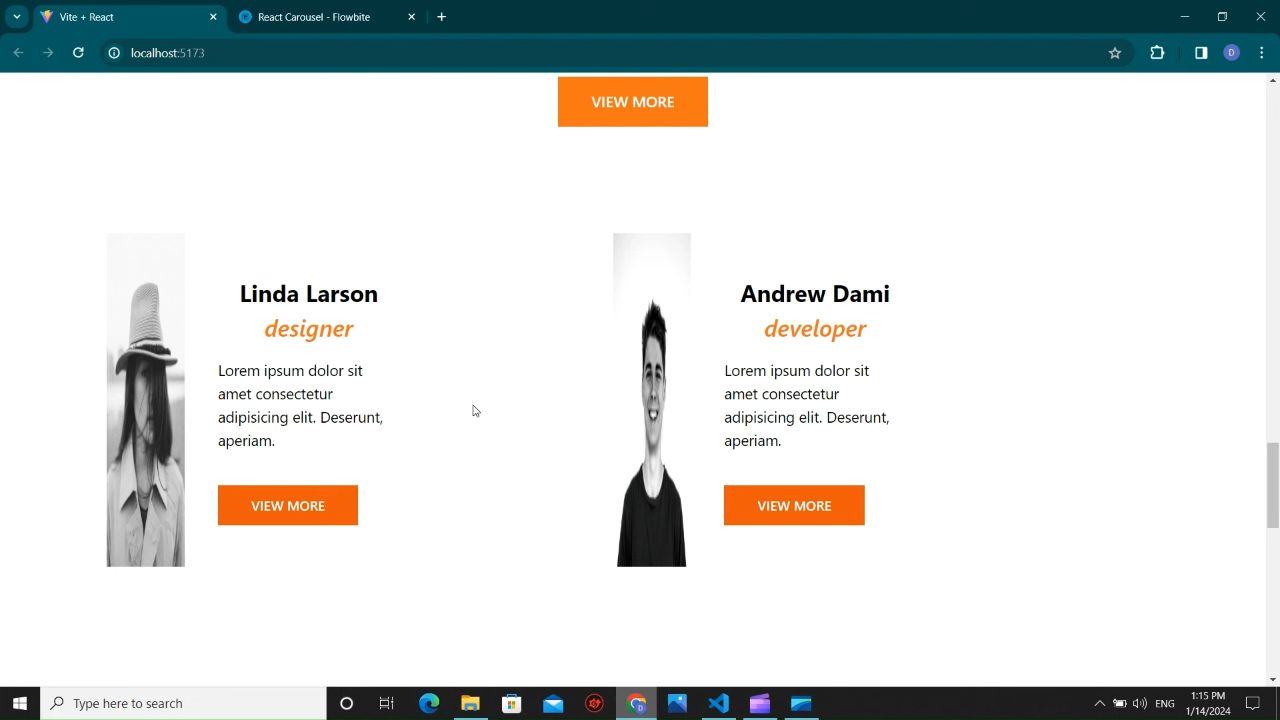 Vite + React
React Carousel - Flowbite
localhost:5173
VIEW MORE
Linda Larson
designer
Lorem ipsum dolor sit
amet consectetur
adipisicing elit. Deserunt,
aperiam.
VIEW MORE
Andrew Dami
developer
Lorem ipsum dolor sit
amet consectetur
adipisicing elit. Deserunt,
aperiam.
VIEW MORE
Type here to search
ENG
1:15 PM
1/14/2024
D
D